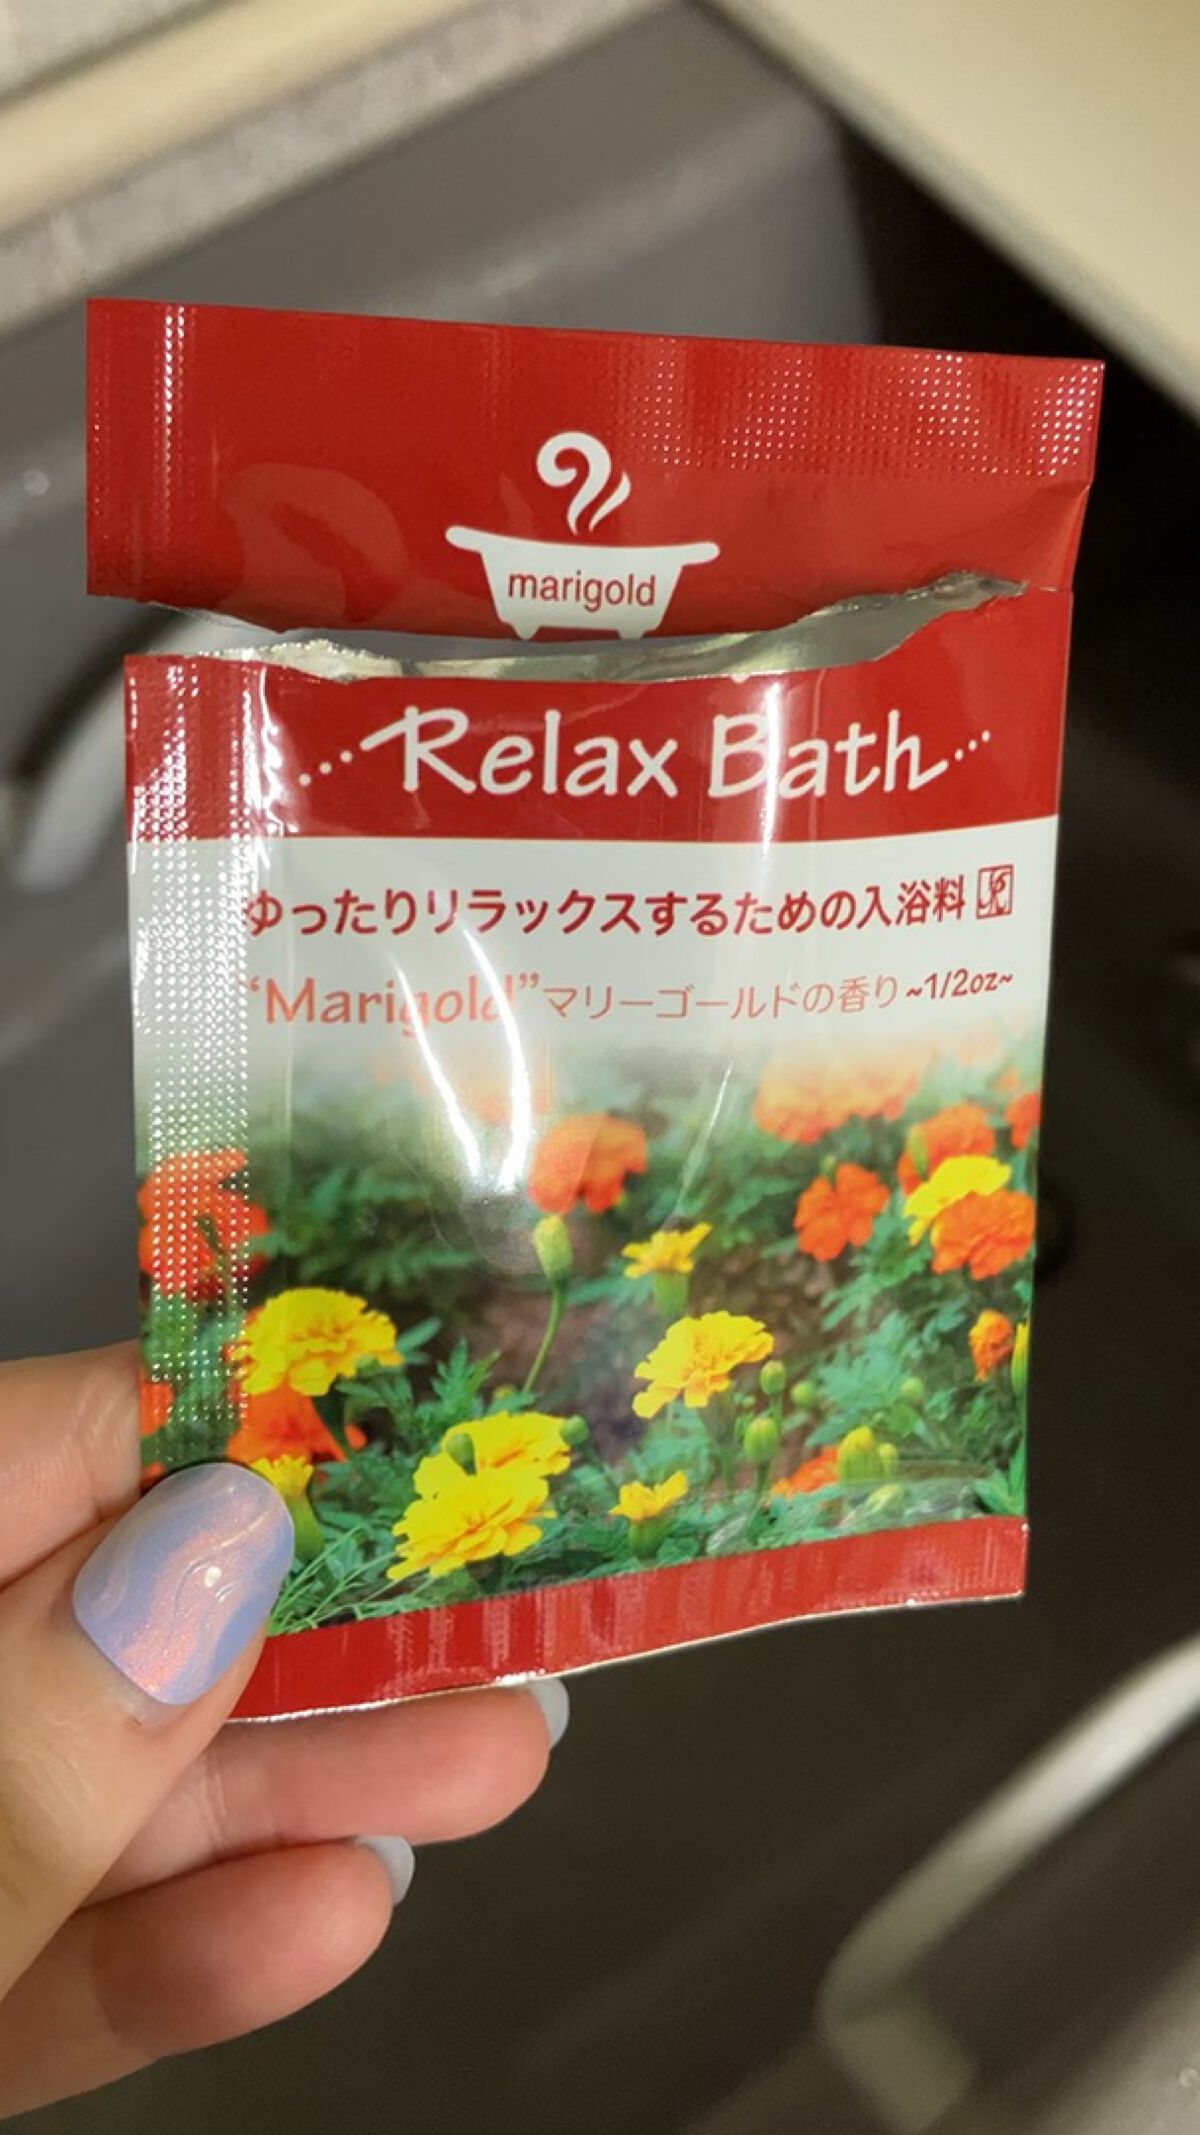 marigold
...Relax Bath...
ゆったりリラックスするための入浴料
“Marigold”マリーゴールドの香り~1/2oz~